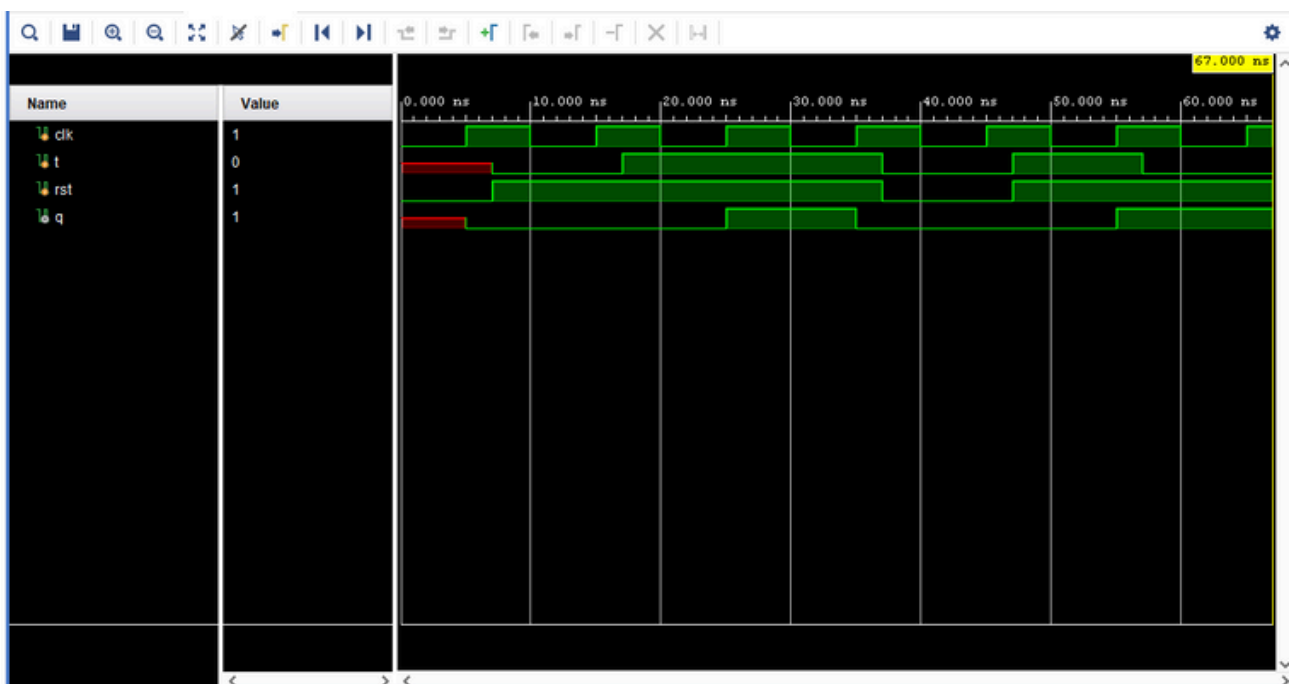 67.000 ns
Name Value
0.000 ns 10.000 ns 20.000 ns 30.000 ns 40.000 ns 50.000 ns 60.000 ns
clk 1
t 0
rst 1
q 1